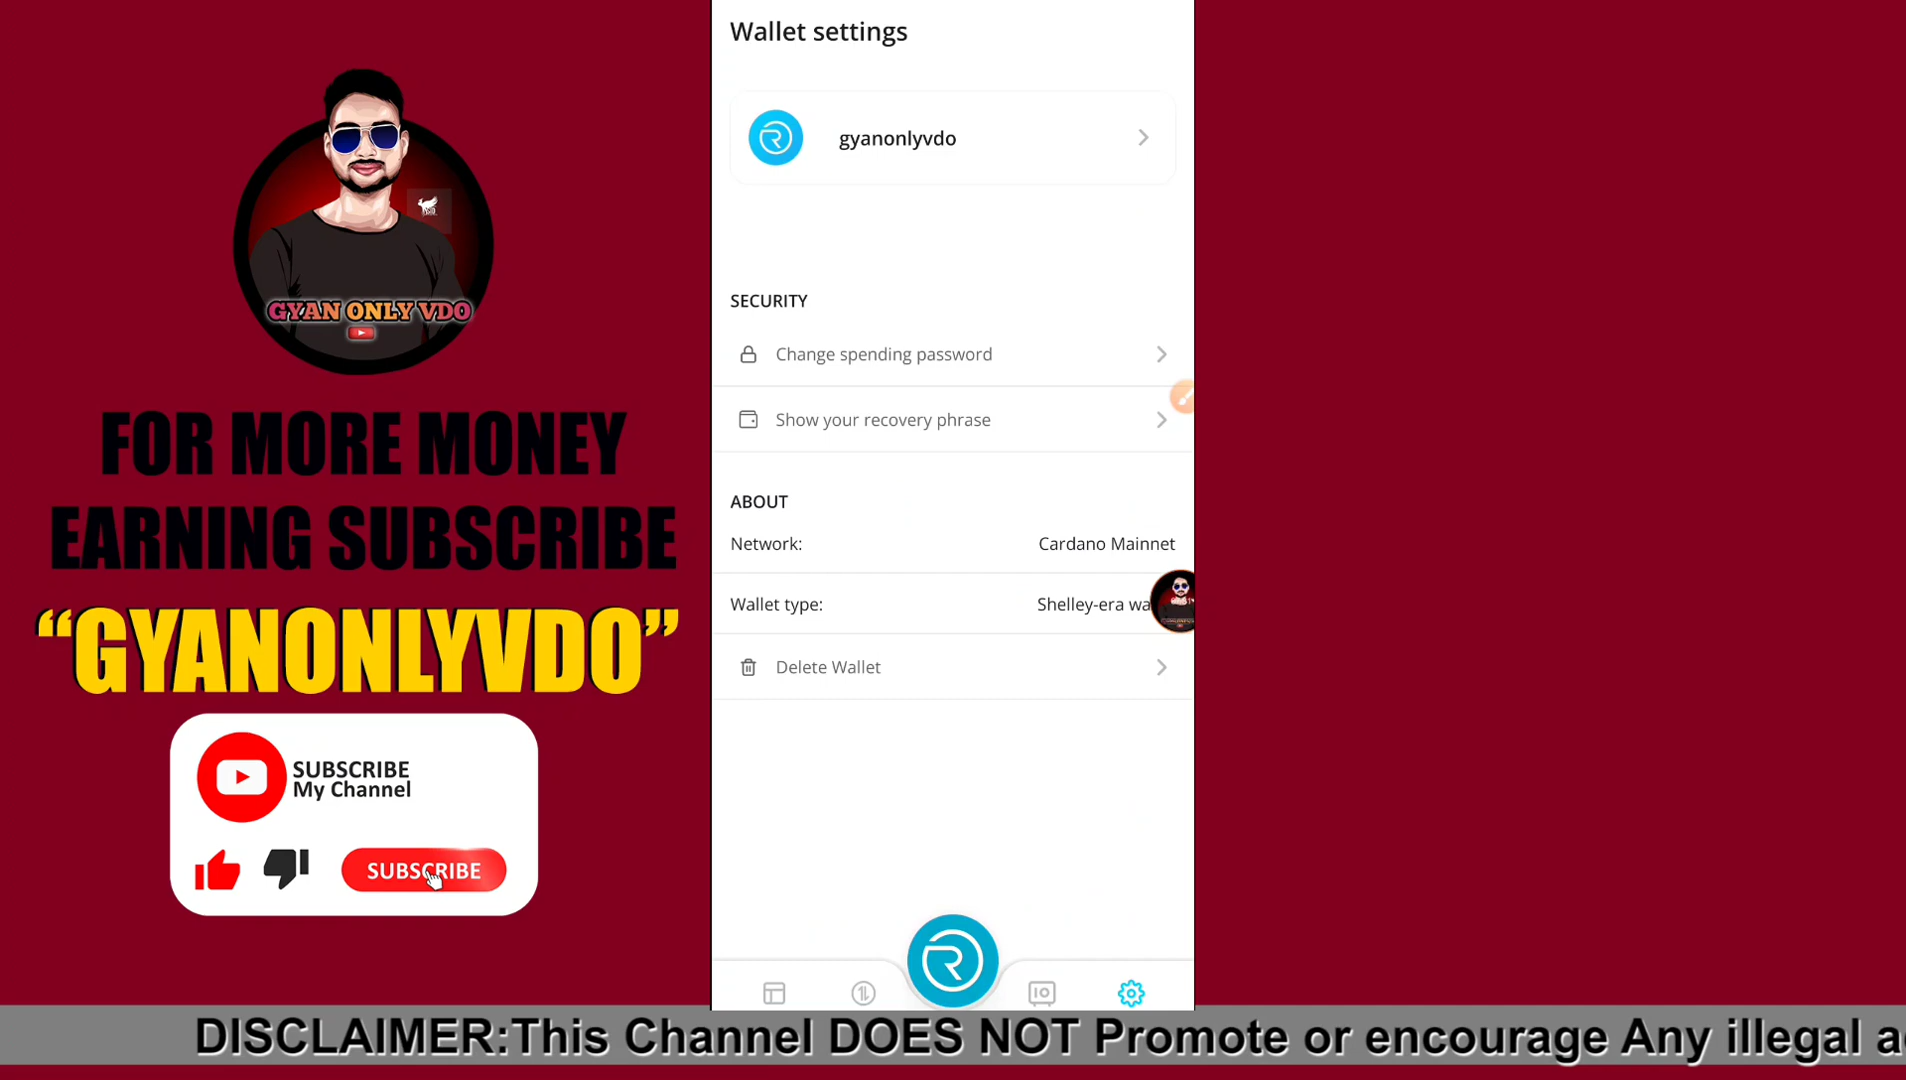 GYAN ONLY VDO
FOR MORE MONEY
EARNING SUBSCRIBE
“GYANONLYVDO”
SUBSCRIBE
My Channel
SUBSCRIBE
Wallet settings
gyanonlyvdo
SECURITY
Change spending password
Show your recovery phrase
ABOUT
Network: Cardano Mainnet
Wallet type: Shelley-era
Delete Wallet
DISCLAIMER:This Channel DOES NOT Promote or encourage Any illegal